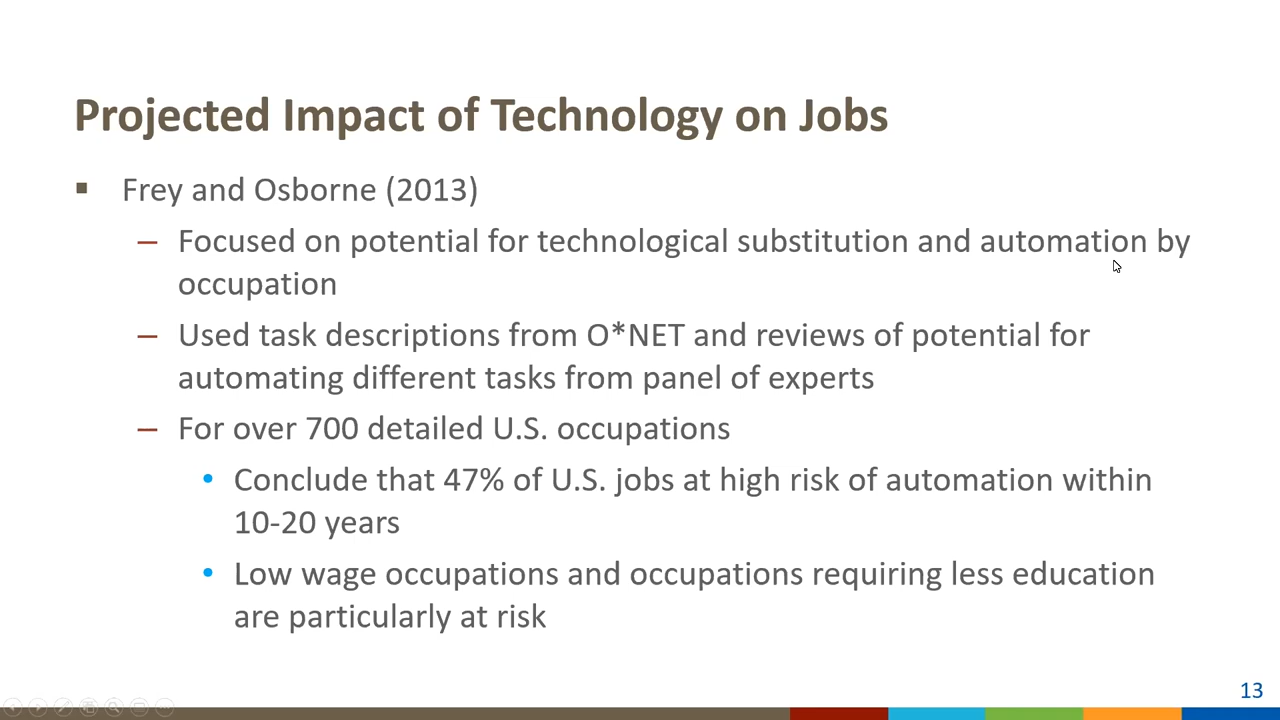 Projected Impact of Technology on Jobs
Frey and Osborne (2013)
– Focused on potential for technological substitution and automation by
occupation
– Used task descriptions from O*NET and reviews of potential for
automating different tasks from panel of experts
– For over 700 detailed U.S. occupations
• Conclude that 47% of U.S. jobs at high risk of automation within
10-20 years
• Low wage occupations and occupations requiring less education
are particularly at risk
13